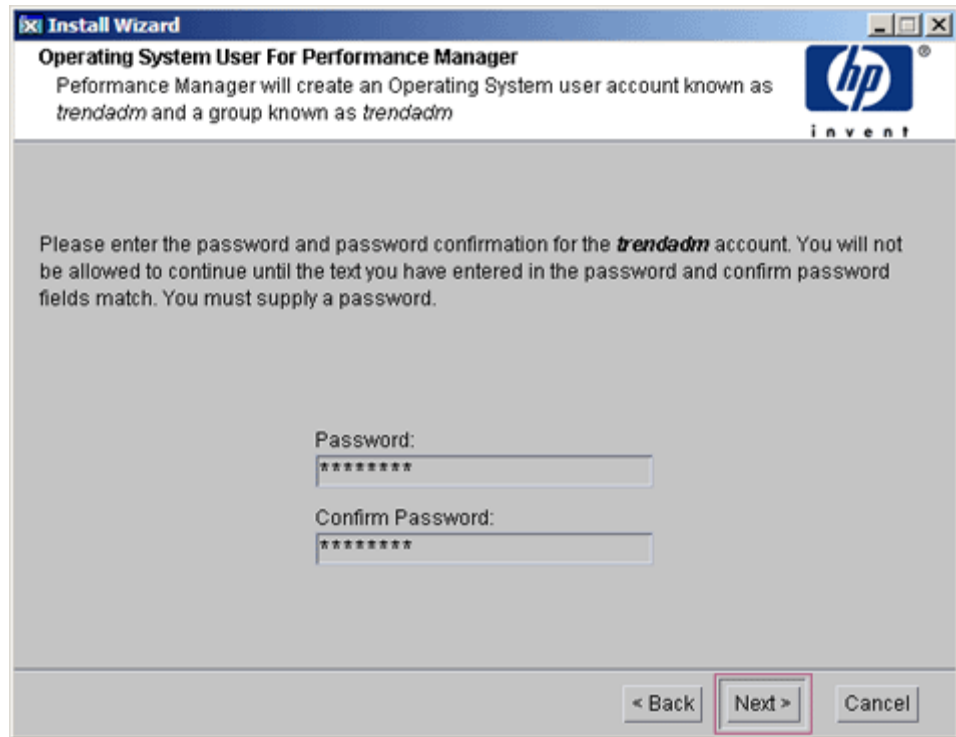 Install Wizard
Operating System User For Performance Manager
Peformance Manager will create an Operating System user account known as
trendadm and a group known as trendadm
hp
®
invent
Please enter the password and password confirmation for the trendadm account. You will not
be allowed to continue until the text you have entered in the password and confirm password
fields match. You must supply a password.
Password:
********
Confirm Password:
********
< Back
Next >
Cancel